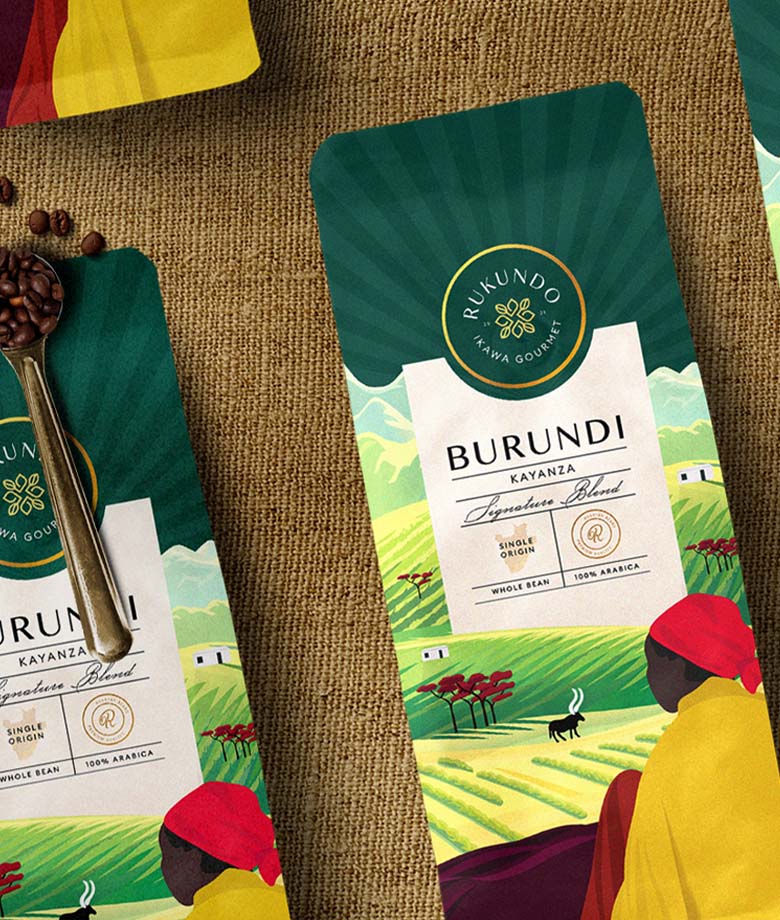 RUKUNDO
IKAWA GOURMET
BURUNDI
KAYANZA
Signature Blend
SINGLE
ORIGIN
R
WHOLE BEAN
100% ARABICA
KAYANZA
Blend
SINGLE
ORIGIN
R
WHOLE BEAN
100% ARABICA